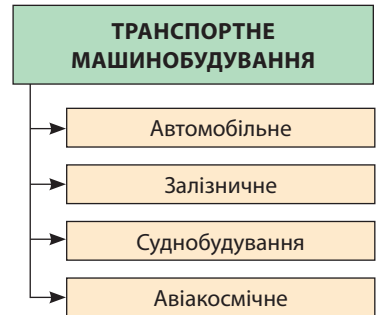 ТРАНСПОРТНЕ
МАШИНОБУДУВАННЯ
Автомобільне
Залізничне
Суднобудування
Авіакосмічне